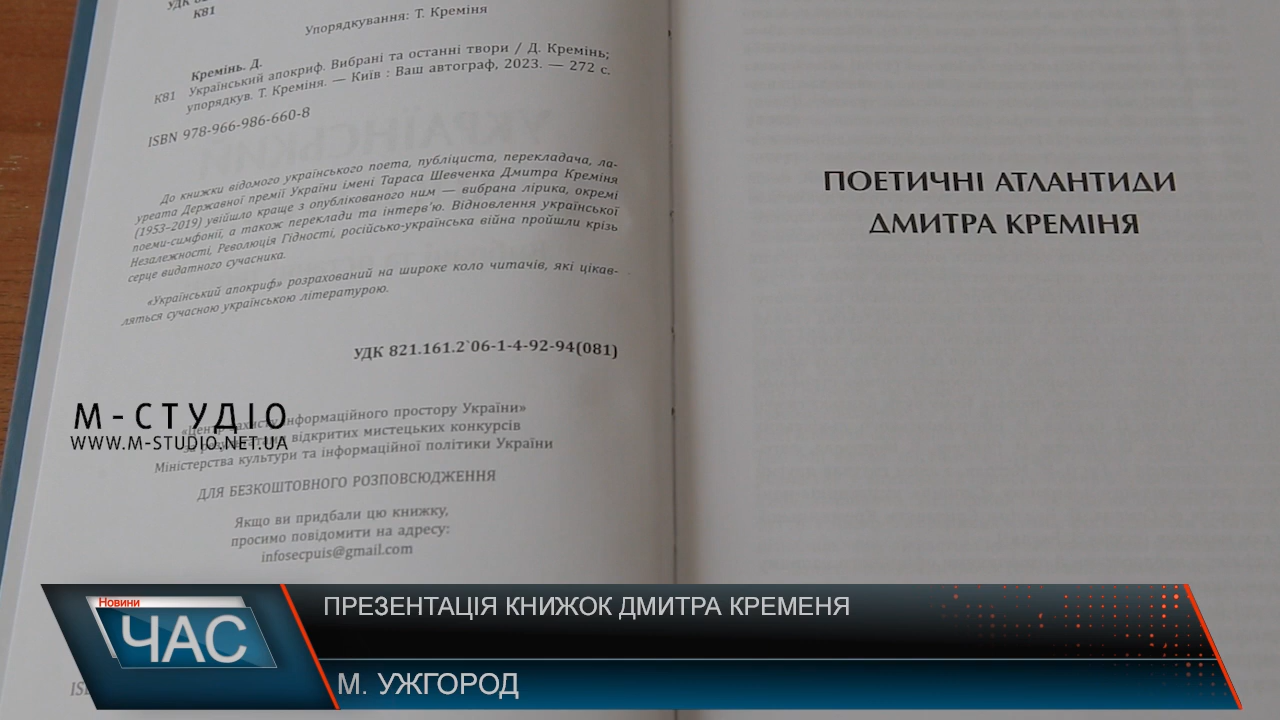 К81
Упорядкування: Т. Креміня
Кремінь. Д.
К81 Український апокриф. Вибрані та останні твори / Д. Кремінь;
упорядкув. Т. Креміня. — Київ : Ваш автограф, 2023. — 272 с.
ISBN 978-966-986-660-8
До книжки відомого українського поета, публіциста, перекладача, ла-
уреата Державної премії України імені Тараса Шевченка Дмитра Креміня
(1953–2019) увійшло краще з опублікованого ним — вибрана лірика, окремі
поеми-симфонії, а також переклади та інтерв’ю. Відновлення української
Незалежності, Революція Гідності, російсько-українська війна пройшли крізь
серце видатного сучасника.
«Український апокриф» розрахований на широке коло читачів, які цікав-
ляться сучасною українською літературою.
УДК 821.161.2`06-1-4-92-94(081)
«Центр захисту інформаційного простору України»
відкритих мистецьких конкурсів
Міністерства культури та інформаційної політики України
ДЛЯ БЕЗКОШТОВНОГО РОЗПОВСЮДЖЕННЯ
Якщо ви придбали цю книжку,
просимо повідомити на адресу:
infosecpuis@gmail.com
ПОЕТИЧНІ АТЛАНТИДИ
ДМИТРА КРЕМІНЯ
М-СТУДІО
WWW.M-STUDIO.NET.UA
Новини
ЧАС
ПРЕЗЕНТАЦІЯ КНИЖОК ДМИТРА КРЕМЕНЯ
М. УЖГОРОД